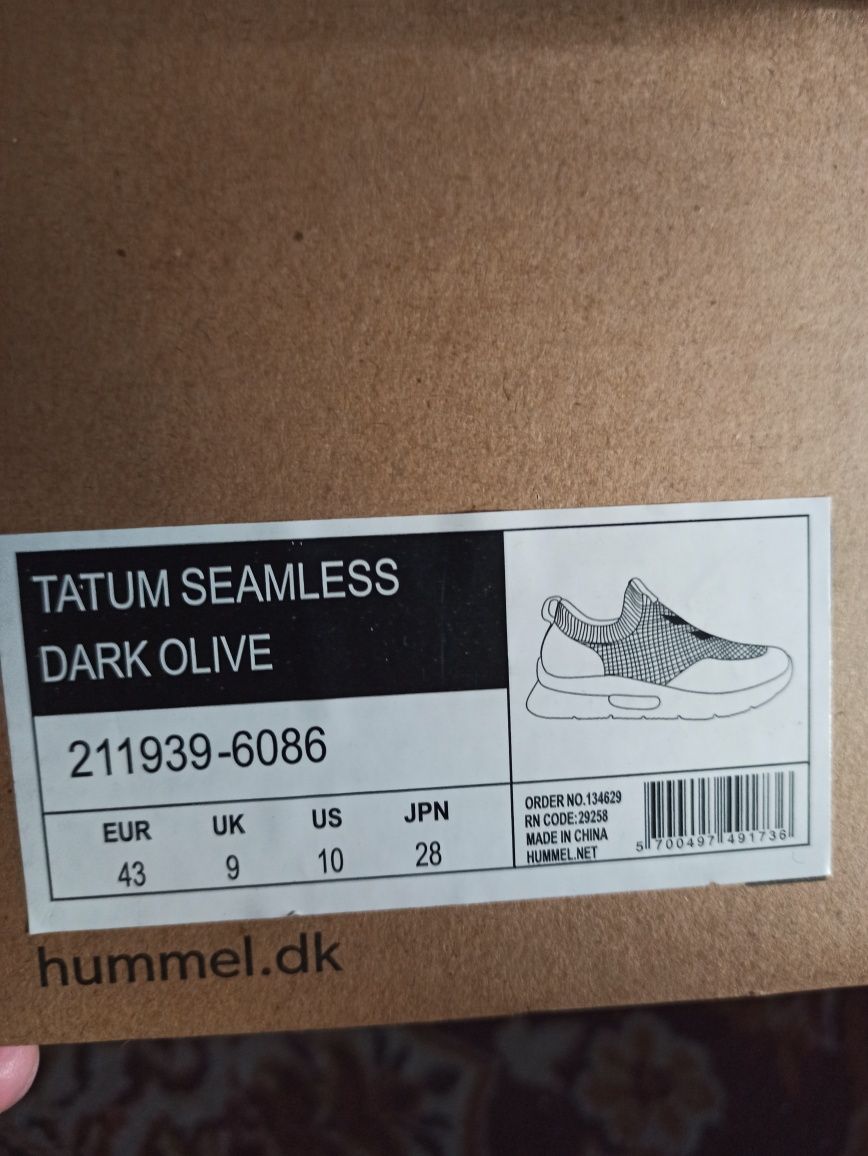 TATUM SEAMLESS
DARK OLIVE
211939-6086
EUR UK US JPN
43 9 10 28
ORDER NO.134629
RN CODE:29258
MADE IN CHINA
HUMMEL.NET
5 700497 491736
hummel.dk